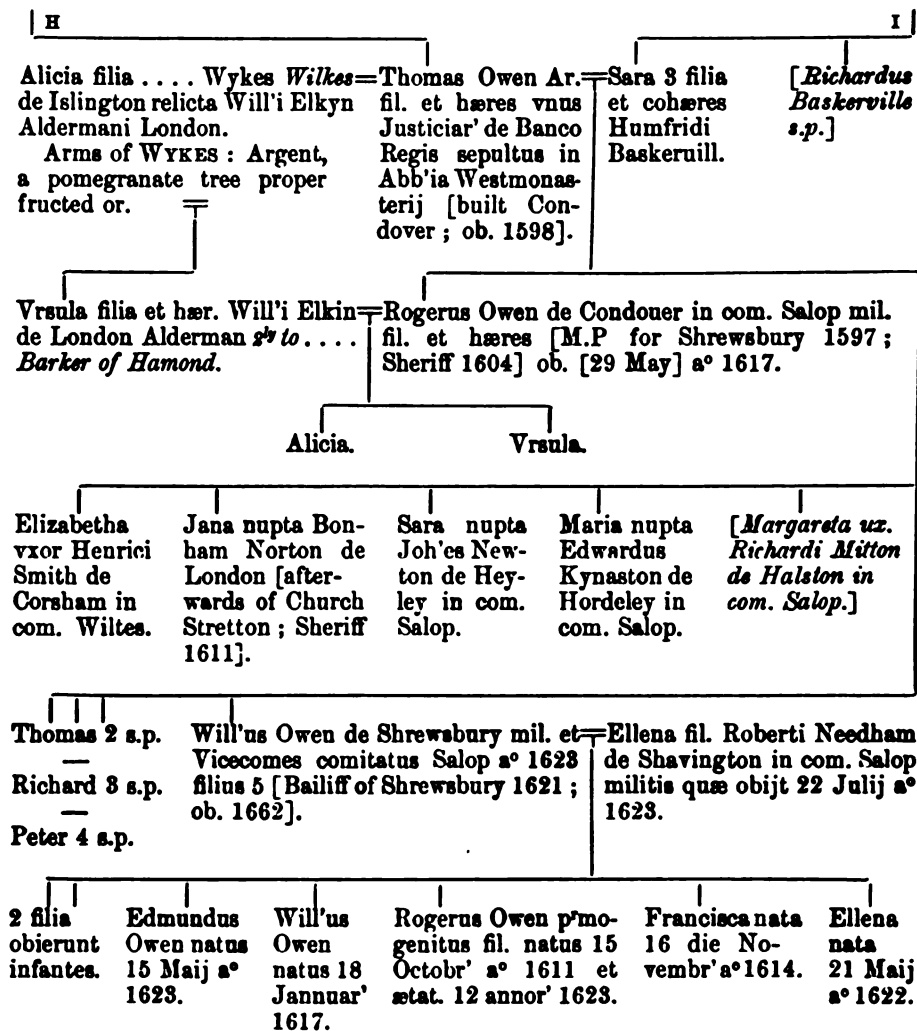 H
I
Alicia filia .... Wykes Wilkes=
de Islington relicta Will'i Elkyn
Aldermani London.
Arms of WYKES : Argent,
a pomegranate tree proper
fructed or.
Thomas Owen Ar.
fil. et hæres vnus
Justiciar' de Banco
Regis sepultus in
Abb'ia Westmonas-
terij [built Con-
dover ; ob. 1598].
=Sara 3 filia
et cohæres
Humfridi
Baskeruill.
[Richardus
Baskerville
s.p.]
Vrsula filia et hær. Will'i Elkin=
de London Alderman 2ly to ....
Barker of Hamond.
Rogerus Owen de Condouer in com. Salop mil.
fil. et hæres [M.P for Shrewsbury 1597 ;
Sheriff 1604] ob. [29 May] aº 1617.
Alicia.
Vrsula.
Elizabetha
vxor Henrici
Smith de
Corsham in
com. Wiltes.
Jana nupta Bon-
ham Norton de
London [after-
wards of Church
Stretton ; Sheriff
1611].
Sara nupta
Joh'es New-
ton de Hey-
ley in com.
Salop.
Maria nupta
Edwardus
Kynaston de
Hordeley in
com. Salop.
[Margareta ux.
Richardi Mitton
de Halston in
com. Salop.]
Thomas 2 s.p.
—
Richard 3 s.p.
—
Peter 4 s.p.
Will'us Owen de Shrewsbury mil. et=
Vicecomes comitatus Salop aº 1623
filius 5 [Bailiff of Shrewsbury 1621 ;
ob. 1662].
Ellena fil. Roberti Needham
de Shavington in com. Salop
militis quæ obijt 22 Julij aº
1623.
2 filia
obierunt
infantes.
Edmundus
Owen natus
15 Maij aº
1623.
Will'us
Owen
natus 18
Jannuar'
1617.
Rogerus Owen p'mo-
genitus fil. natus 15
Octobr' aº 1611 et
ætat. 12 annor' 1623.
Francisca nata
16 die No-
vembr' aº 1614.
Ellena
nata
21 Maij
aº 1622.